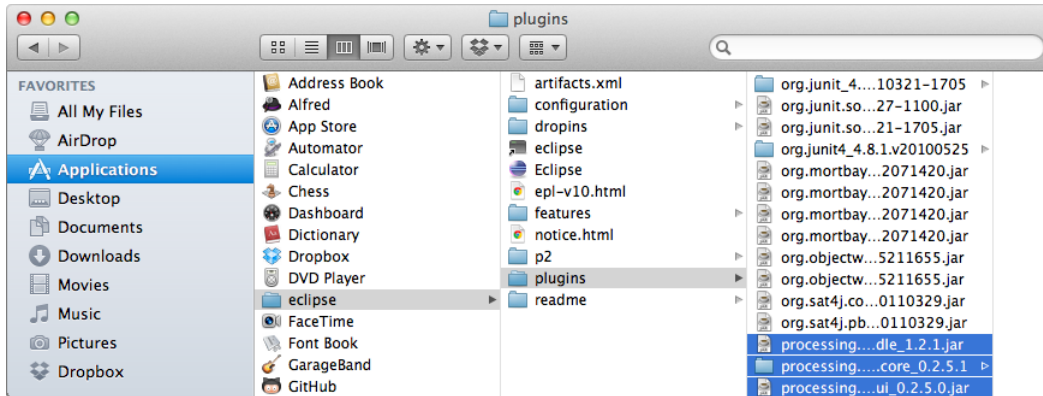 plugins
FAVORITES
All My Files
AirDrop
Applications
Desktop
Documents
Downloads
Movies
Music
Pictures
Dropbox
Address Book
Alfred
App Store
Automator
Calculator
Chess
Dashboard
Dictionary
Dropbox
DVD Player
eclipse
FaceTime
Font Book
GarageBand
GitHub
artifacts.xml
configuration
dropins
eclipse
Eclipse
epl-v10.html
features
notice.html
p2
plugins
readme
org.junit_4....10321-1705
org.junit.so...27-1100.jar
org.junit.so...21-1705.jar
org.junit4_4.8.1.v20100525
org.mortbay...2071420.jar
org.mortbay...2071420.jar
org.mortbay...2071420.jar
org.mortbay...2071420.jar
org.objectw...5211655.jar
org.objectw...5211655.jar
org.sat4j.co...0110329.jar
org.sat4j.pb...0110329.jar
processing....dle_1.2.1.jar
processing.....core_0.2.5.1
processing....ui_0.2.5.0.jar